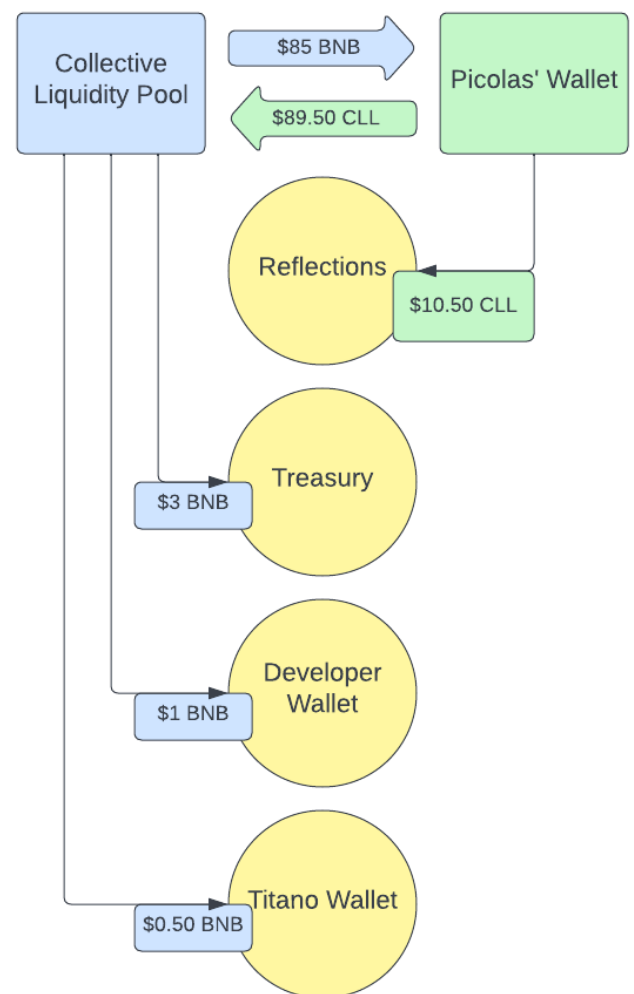 Collective
Liquidity Pool
$85 BNB
$89.50 CLL
Picolas' Wallet
Reflections
$10.50 CLL
Treasury
$3 BNB
Developer
Wallet
$1 BNB
Titano Wallet
$0.50 BNB